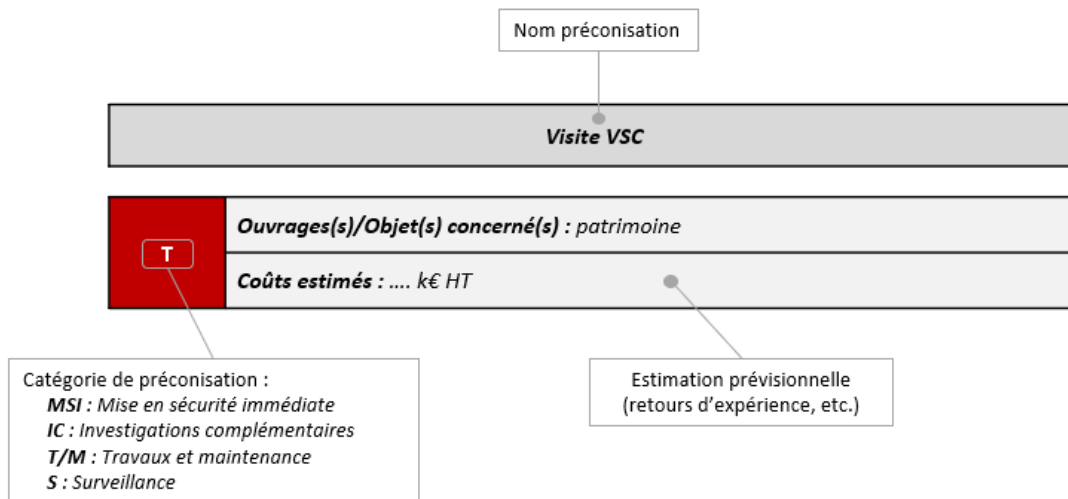 Nom préconisation
Visite VSC
T
Ouvrages(s)/Objet(s) concerné(s) : patrimoine
Coûts estimés : .... k€ HT
Catégorie de préconisation :
MSI : Mise en sécurité immédiate
IC : Investigations complémentaires
T/M : Travaux et maintenance
S : Surveillance
Estimation prévisionnelle
(retours d’expérience, etc.)